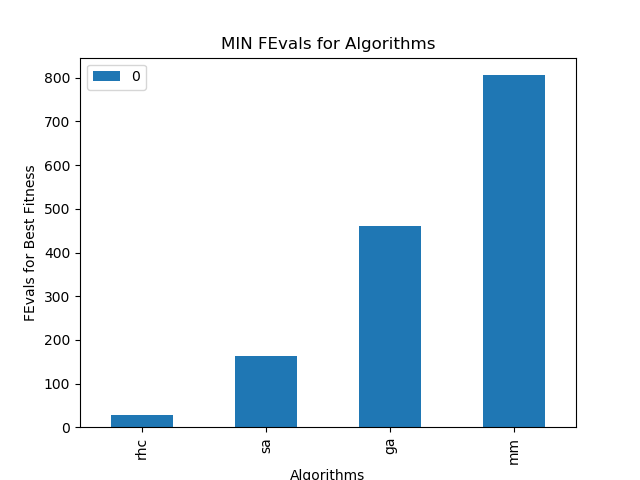 MIN FEvals for Algorithms
0
800
700
600
500
400
300
200
100
0
FEvals for Best Fitness
rhc
sa
ga
mm
Algorithms